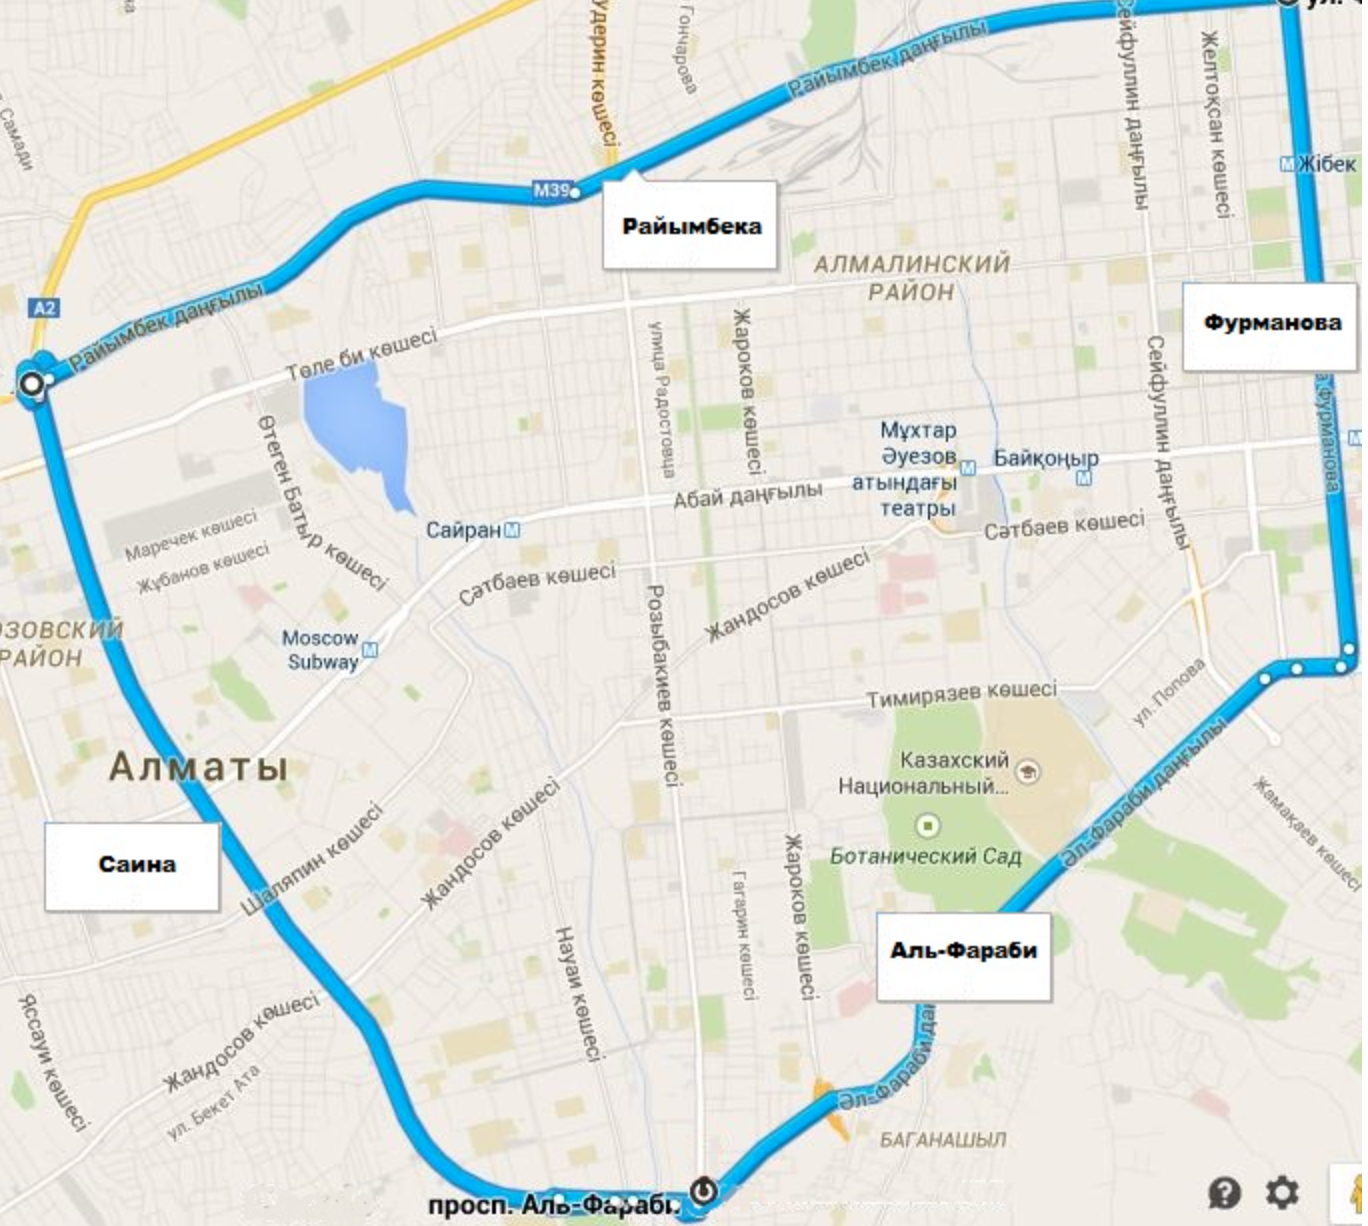 Гончарова
Самади
Райымбек даңғылы
Сейфуллин даңғылы
Желтоқсан көшесі
М39
Жібек
Райымбека
АЛМАЛИНСКИЙ
РАЙОН
А2
Райымбек даңғылы
Төле би көшесі
Фурманова
улица Радостовца
Жароков көшесі
Сейфуллин даңғылы
Фурманова
Өтеген Батыр көшесі
Мұхтар
Әуезов
атындағы
театры
Байқоңыр
Абай даңғылы
Сайран
Сәтбаев көшесі
Маречек көшесі
Жұбанов көшесі
Сәтбаев көшесі
Жандосов көшесі
Розыбакиев көшесі
РАЙОН
Moscow
Subway
Тимирязев көшесі
ул. Попова
Алматы
Казахский
Национальный...
Ботанический Сад
Әл-Фараби даңғылы
Жамақаев көшесі
Саина
Шаляпин көшесі
Жандосов көшесі
Гагарин көшесі
Жароков көшесі
Науаи көшесі
Аль-Фараби
Яссауи көшесі
Жандосов көшесі
ул. Бекет Ата
Әл-Фараби
БАГАНАШЫЛ
просп. Аль-Фараби